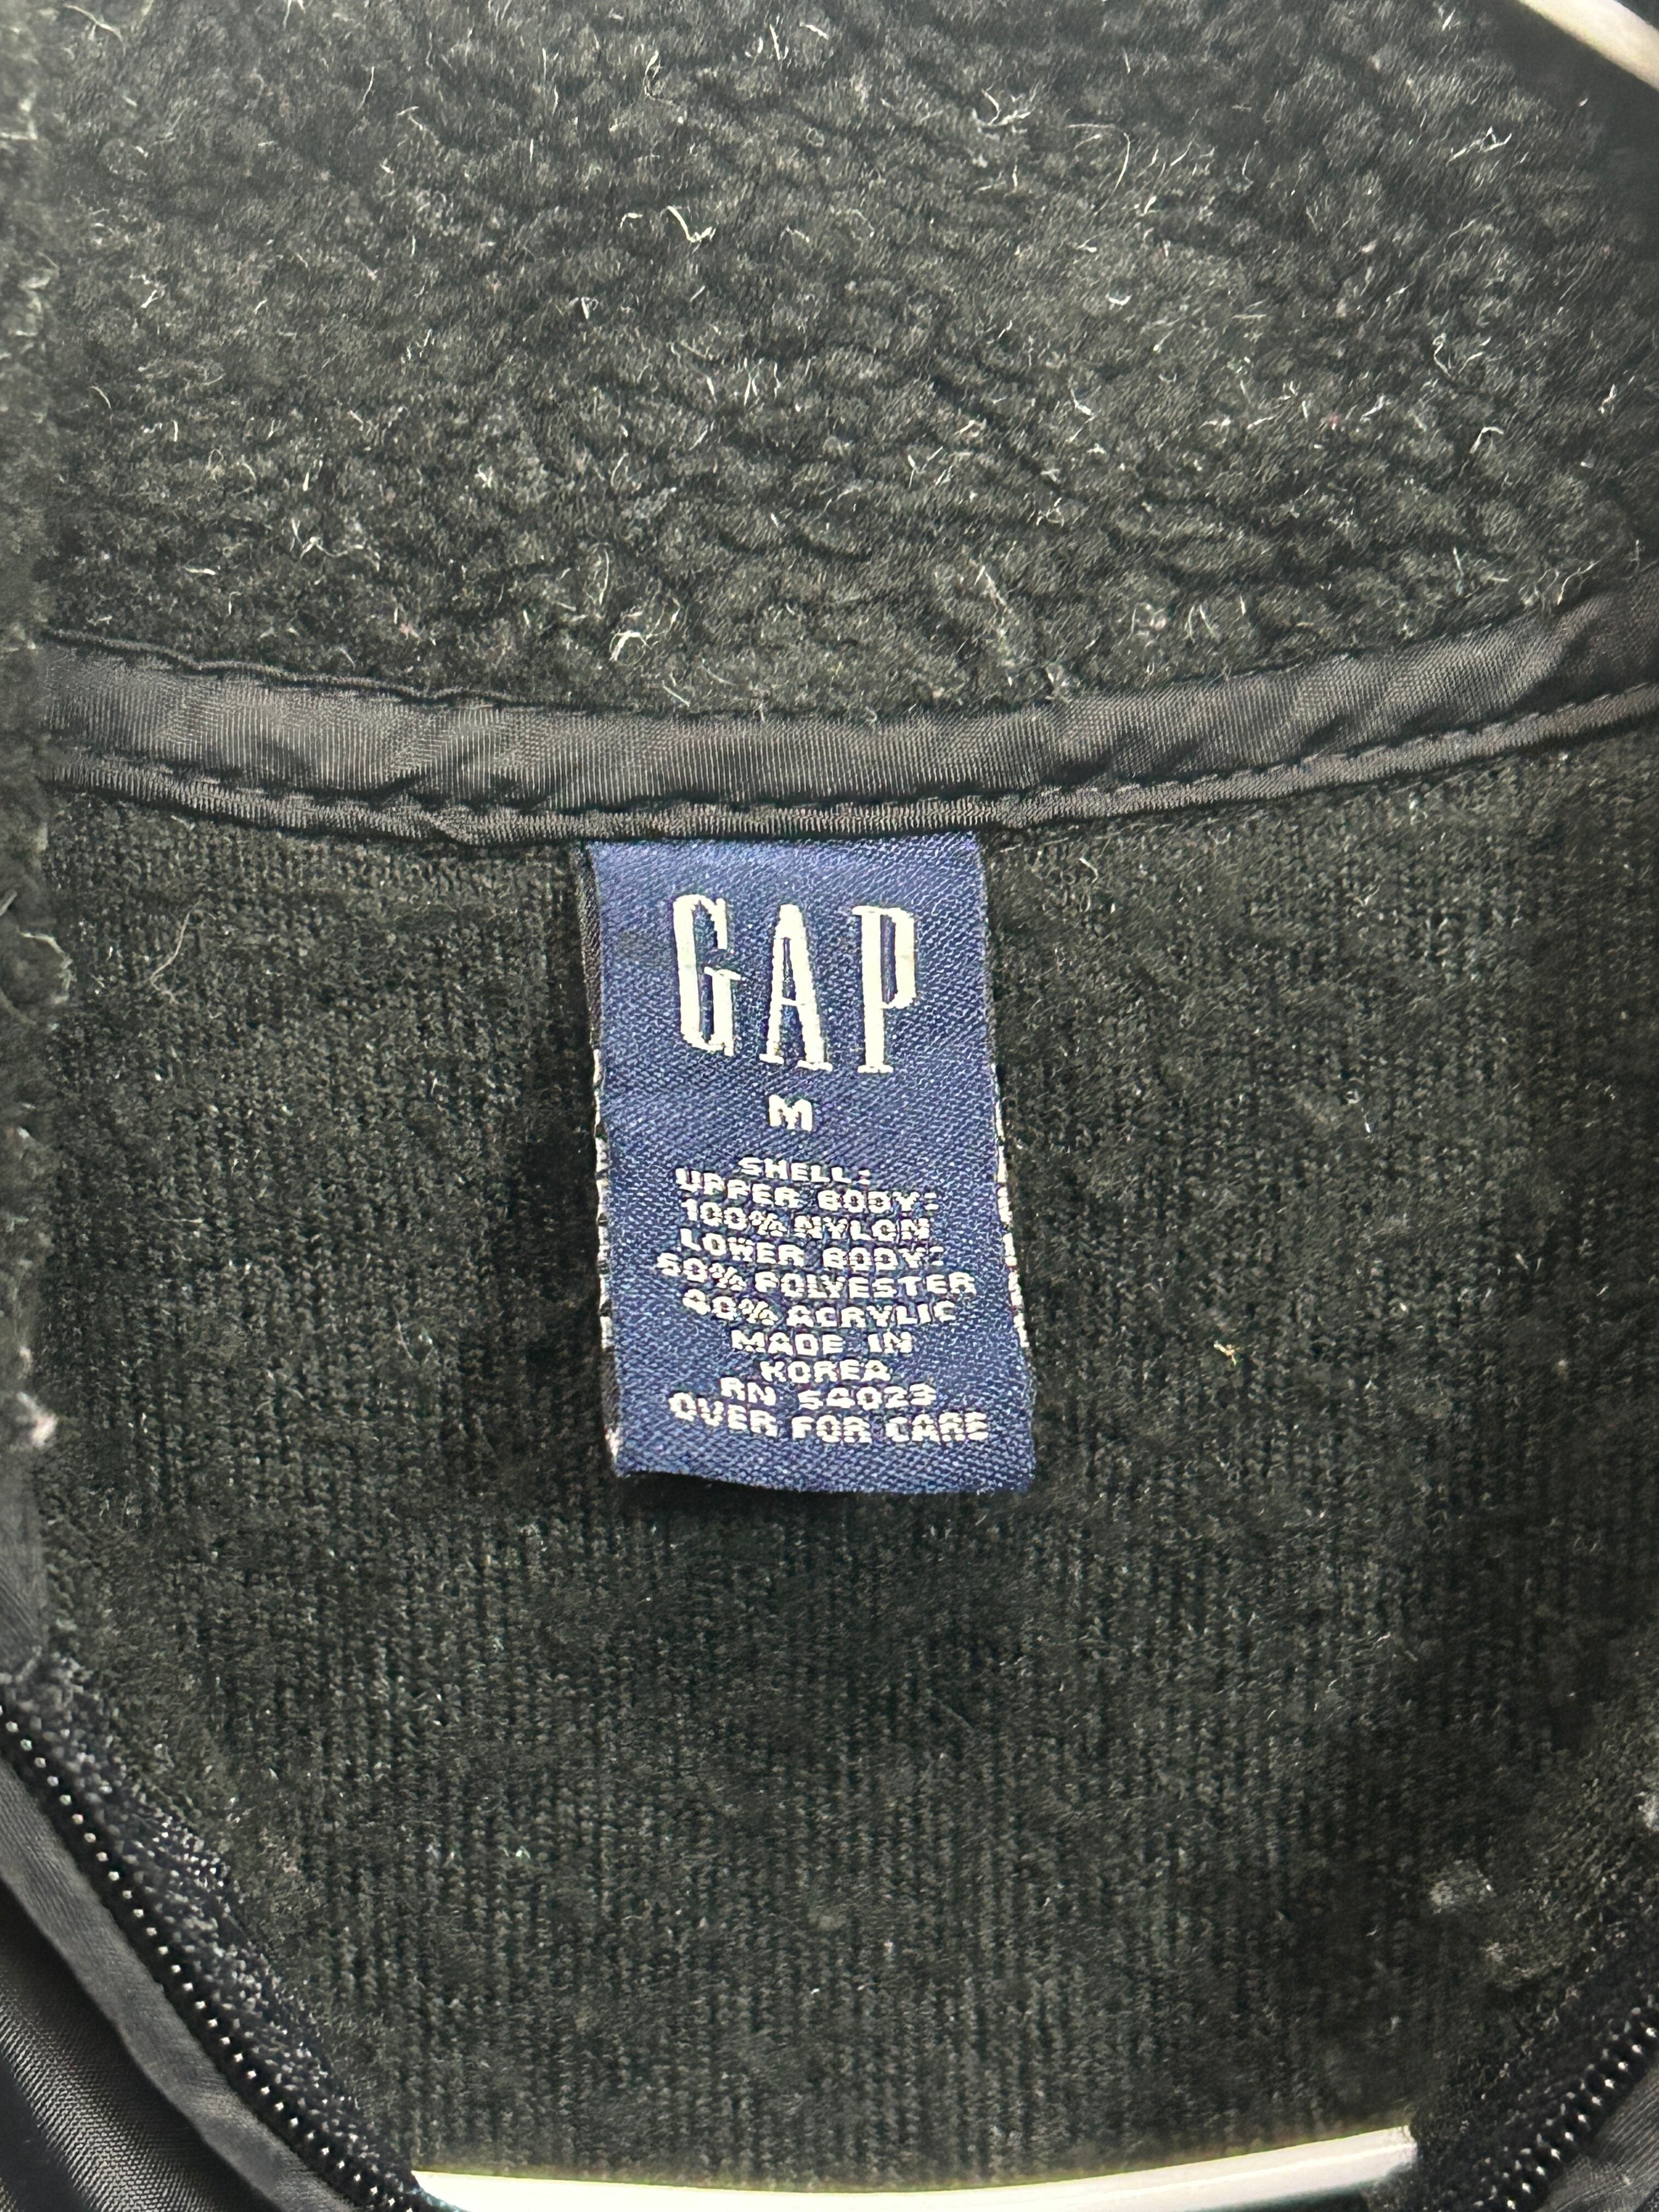 GAP
M
SHELL:
UPPER BODY:
100% NYLON
LOWER BODY:
60% POLYESTER
40% ACRYLIC
MADE IN
KOREA
RN 54023
OVER FOR CARE